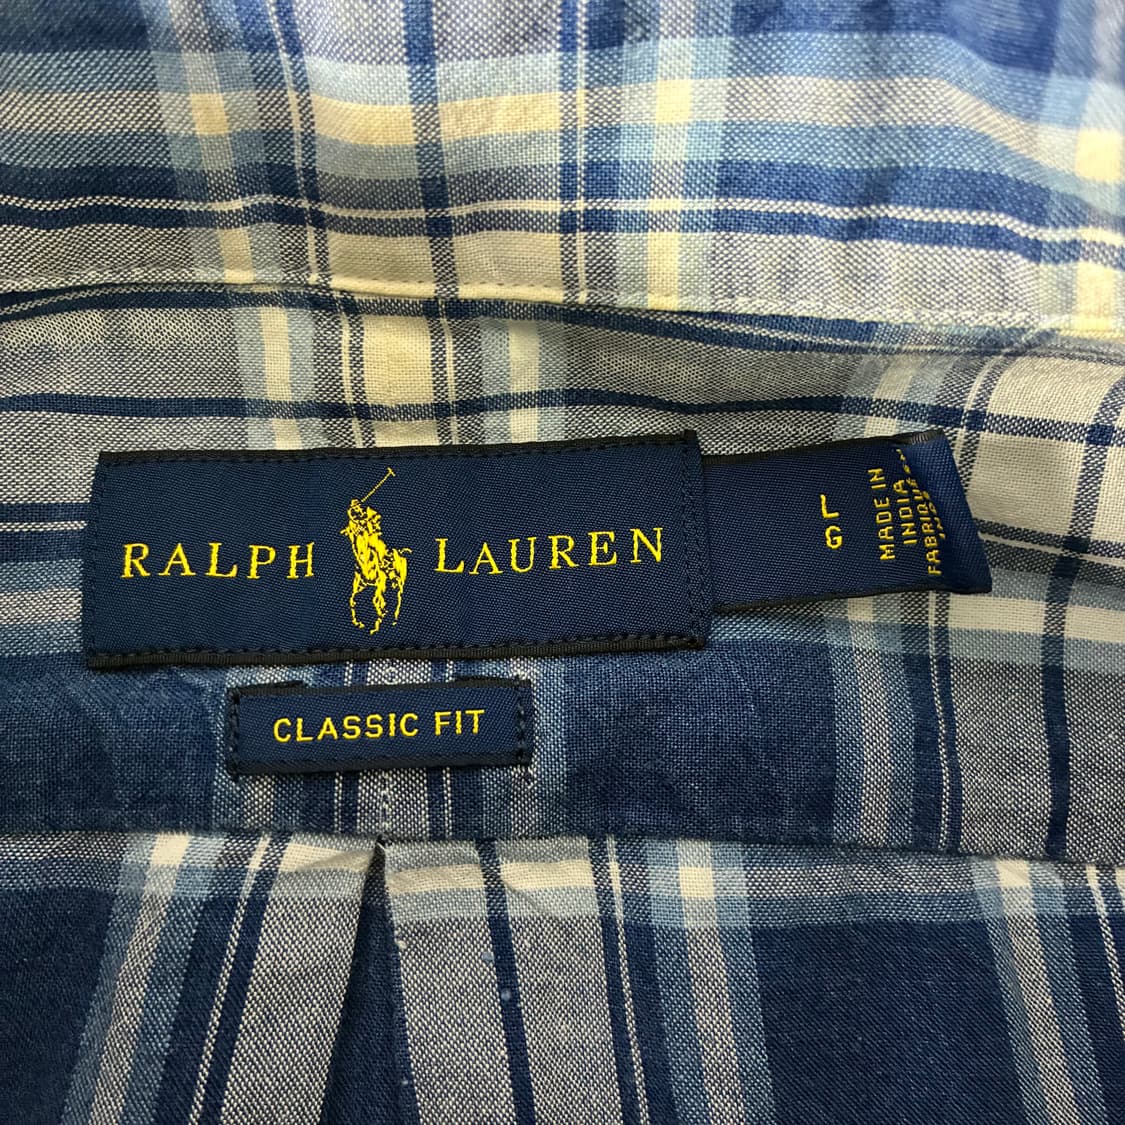 RALPH LAUREN
L
G
MADE IN
INDIA
CLASSIC FIT